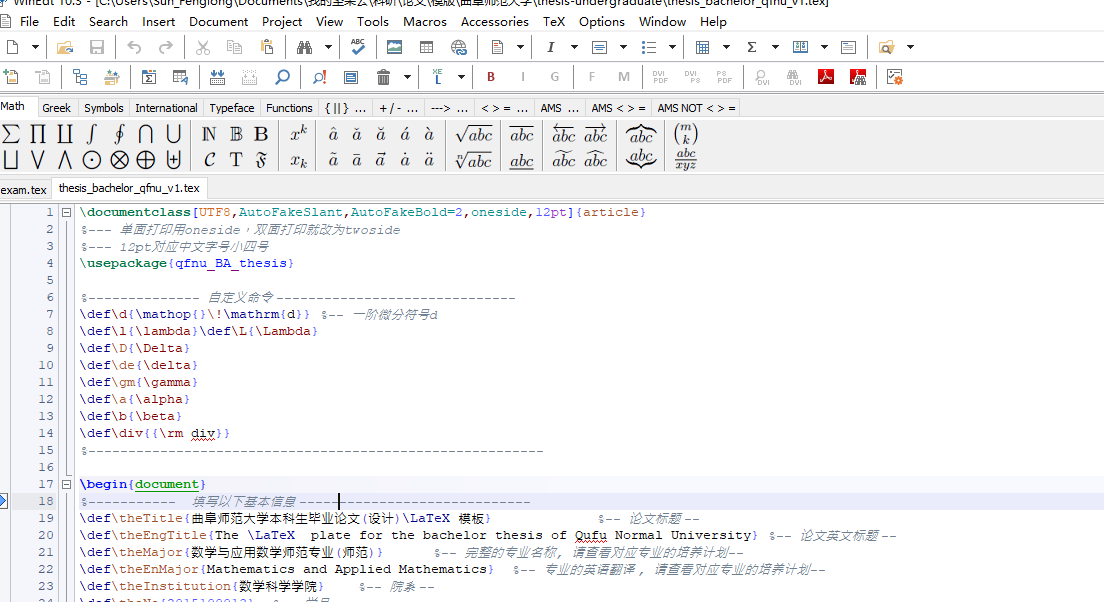 WinEdt 10.3 - [C:\Users\Sun_Fenglong\Documents\我的坚果云\科研\论文\模版\曲阜师范大学\thesis-undergraduate\thesis_bachelor_qfnu_v1.tex]
File Edit Search Insert Document Project View Tools Macros Accessories TeX Options Window Help
Math Greek Symbols International Typeface Functions { || } ... + / - ... ---> ... < > = ... AMS ... AMS < > = AMS NOT < > =
exam.tex thesis_bachelor_qfnu_v1.tex
1 \documentclass[UTF8,AutoFakeSlant,AutoFakeBold=2,oneside,12pt]{article}
2 %--- 单面打印用oneside，双面打印就改为twoside
3 %--- 12pt对应中文字号小四号
4 \usepackage{qfnu_BA_thesis}
5
6 %-------------- 自定义命令 ------------------------------
7 \def\d{\mathop{}\!\mathrm{d}} %-- 一阶微分符号d
8 \def\l{\lambda}\def\L{\Lambda}
9 \def\D{\Delta}
10 \def\de{\delta}
11 \def\gm{\gamma}
12 \def\a{\alpha}
13 \def\b{\beta}
14 \def\div{{\rm div}}
15 %---------------------------------------------------------
16
17 \begin{document}
18 %----------- 填写以下基本信息 -----------------------------
19 \def\theTitle{曲阜师范大学本科生毕业论文(设计)\LaTeX 模板} %-- 论文标题 --
20 \def\theEngTitle{The \LaTeX plate for the bachelor thesis of Qufu Normal University} %-- 论文英文标题 --
21 \def\theMajor{数学与应用数学师范专业(师范)} %-- 完整的专业名称, 请查看对应专业的培养计划--
22 \def\theEnMajor{Mathematics and Applied Mathematics} %-- 专业的英语翻译 , 请查看对应专业的培养计划--
23 \def\theInstitution{数学科学学院} %-- 院系 --